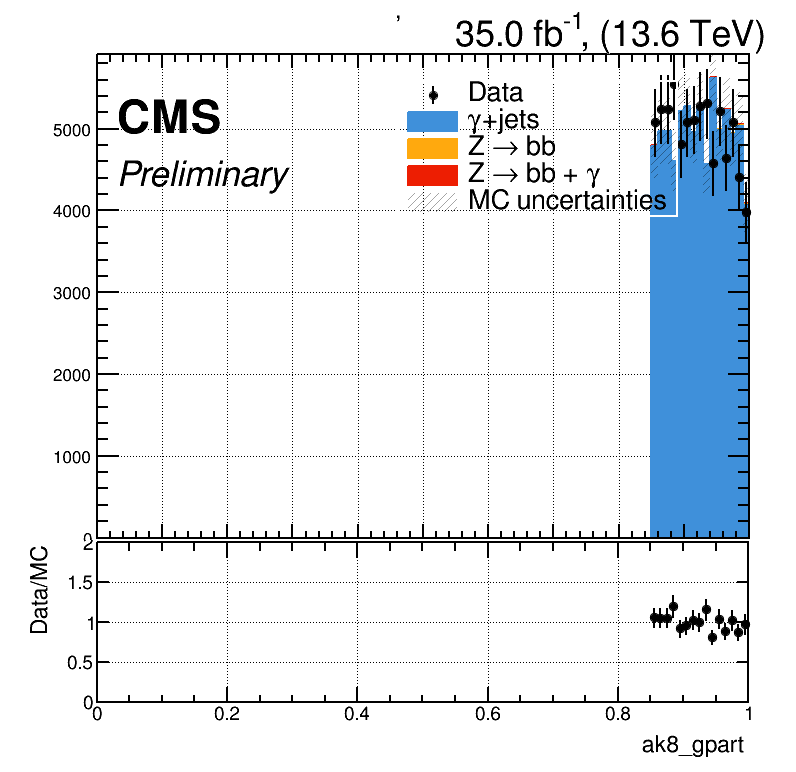 ,
35.0 fb-1, (13.6 TeV)
CMS
Preliminary
Data
γ+jets
Z → bb
Z → bb + γ
MC uncertainties
5000
4000
3000
2000
1000
0
Data/MC
2
1.5
1
0.5
0
0 0.2 0.4 0.6 0.8 1
ak8_gpart